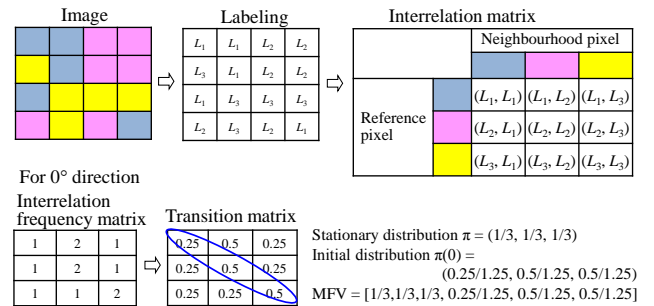 Image
Labeling
Interrelation matrix
L₁ L₁ L₂ L₂
L₃ L₁ L₂ L₂
L₁ L₃ L₃ L₃
L₂ L₃ L₂ L₁
Neighbourhood pixel
Reference
pixel
(L₁, L₁) (L₁, L₂) (L₁, L₃)
(L₂, L₁) (L₂, L₂) (L₂, L₃)
(L₃, L₁) (L₃, L₂) (L₃, L₃)
For 0° direction
Interrelation
frequency matrix
1 2 1
1 2 1
1 1 2
Transition matrix
0.25 0.5 0.25
0.25 0.5 0.25
0.25 0.25 0.5
Stationary distribution π = (1/3, 1/3, 1/3)
Initial distribution π(0) =
(0.25/1.25, 0.5/1.25, 0.5/1.25)
MFV = [1/3,1/3,1/3, 0.25/1.25, 0.5/1.25, 0.5/1.25]